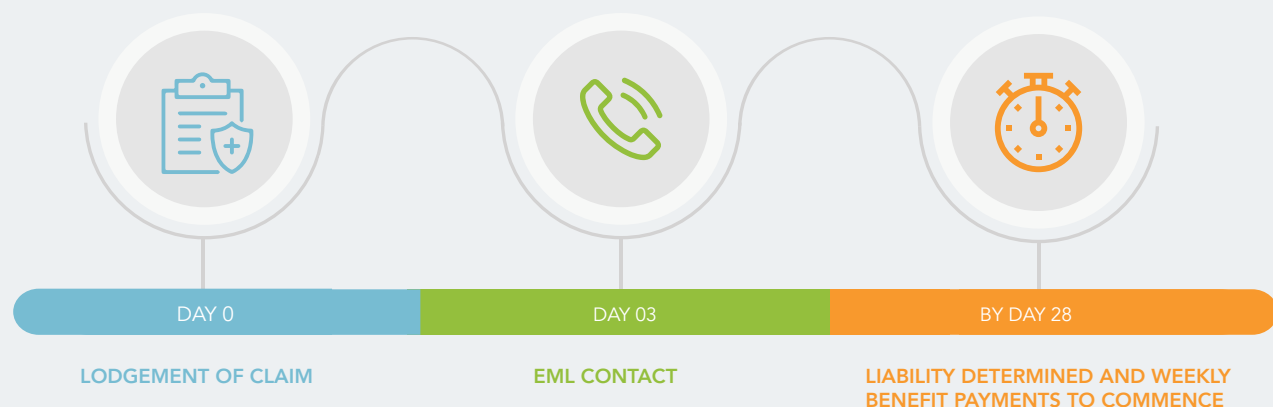 DAY 0
DAY 03
BY DAY 28
LODGEMENT OF CLAIM
EML CONTACT
LIABILITY DETERMINED AND WEEKLY
BENEFIT PAYMENTS TO COMMENCE